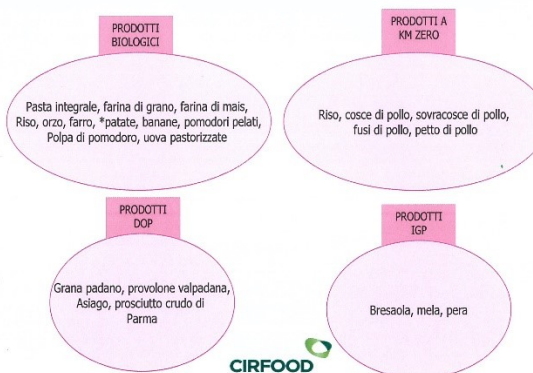 PRODOTTI
BIOLOGICI
Pasta integrale, farina di grano, farina di mais,
Riso, orzo, farro, *patate, banane, pomodori pelati,
Polpa di pomodoro, uova pastorizzate
PRODOTTI A
KM ZERO
Riso, cosce di pollo, sovracosce di pollo,
fusi di pollo, petto di pollo
PRODOTTI
DOP
Grana padano, provolone valpadana,
Asiago, prosciutto crudo di
Parma
PRODOTTI
IGP
Bresaola, mela, pera
CIRFOOD